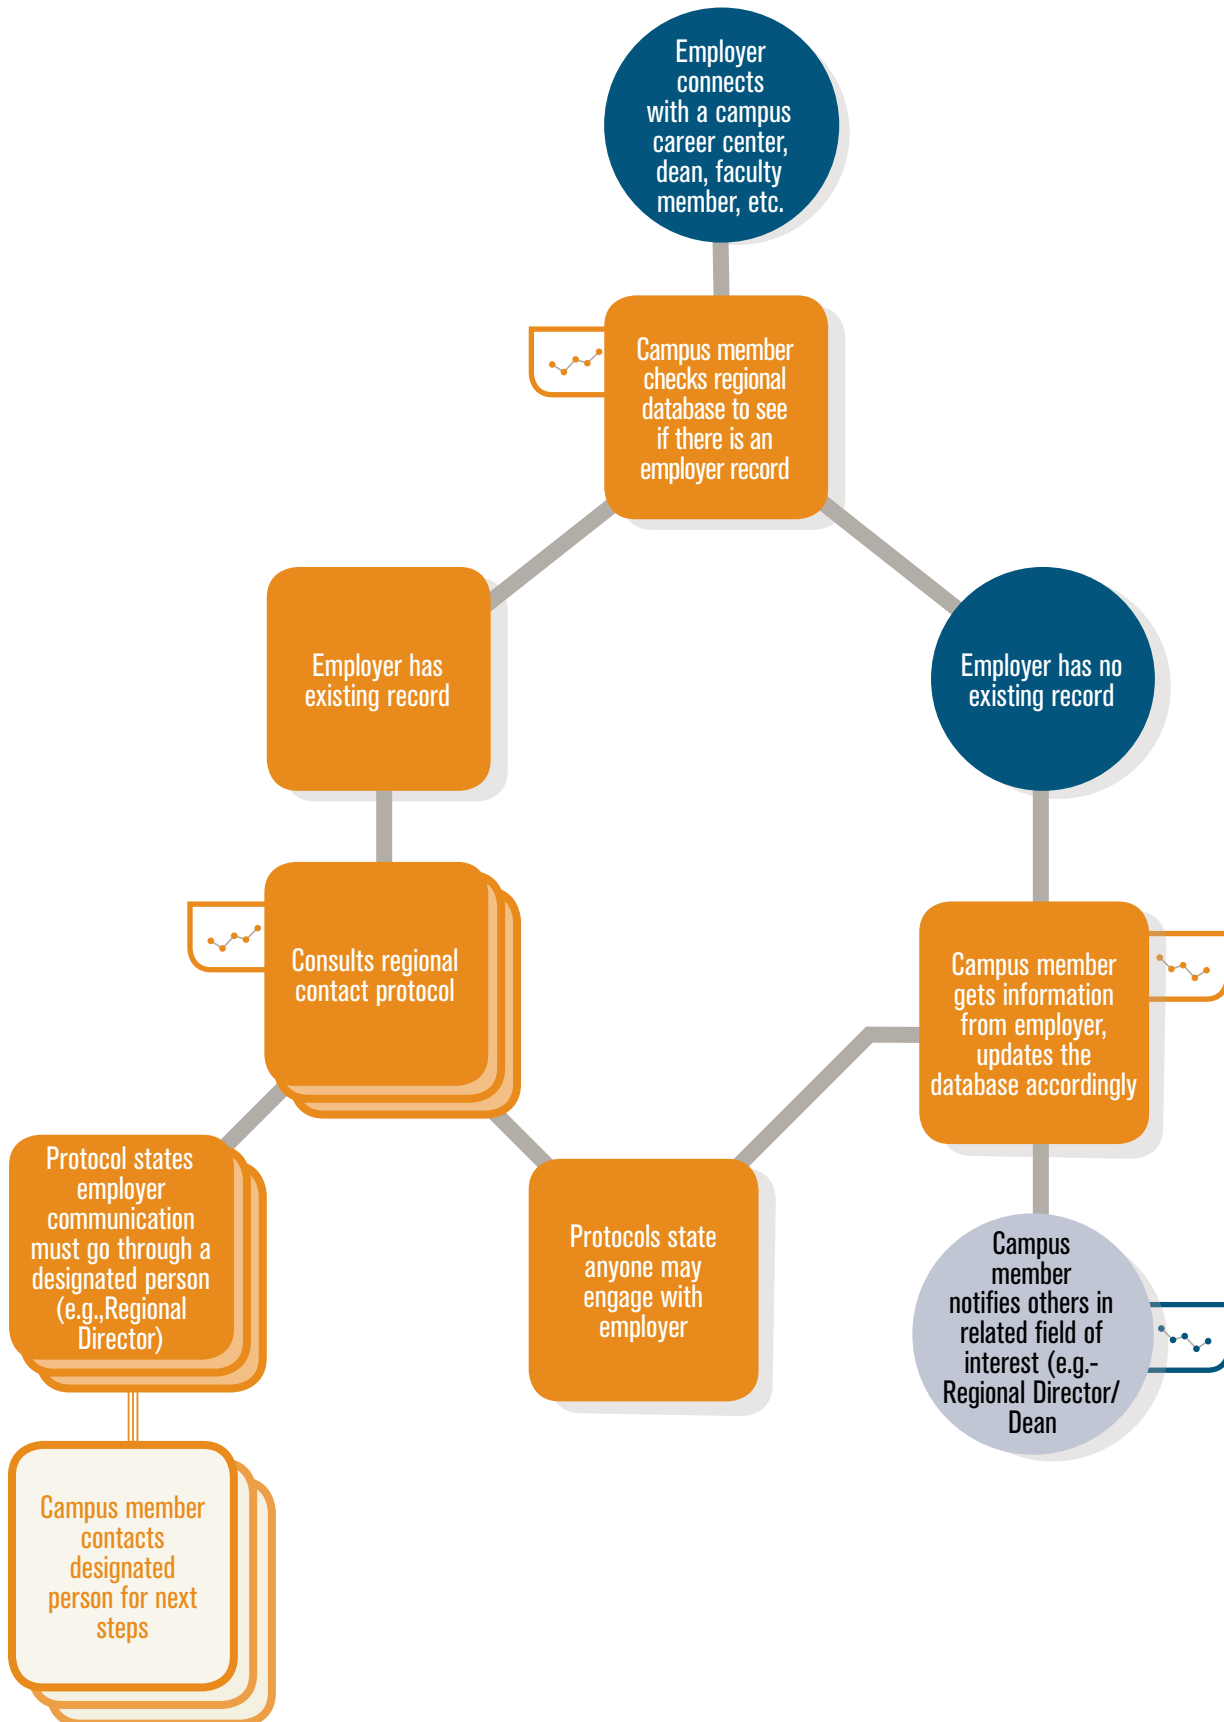 Employer
connects
with a campus
career center,
dean, faculty
member, etc.
Campus member
checks regional
database to see
if there is an
employer record
Employer has
existing record
Employer has no
existing record
Consults regional
contact protocol
Campus member
gets information
from employer,
updates the
database accordingly
Protocol states
employer
communication
must go through a
designated person
(e.g.,Regional
Director)
Protocols state
anyone may
engage with
employer
Campus
member
notifies others in
related field of
interest (e.g.-
Regional Director/
Dean
Campus member
contacts
designated
person for next
steps